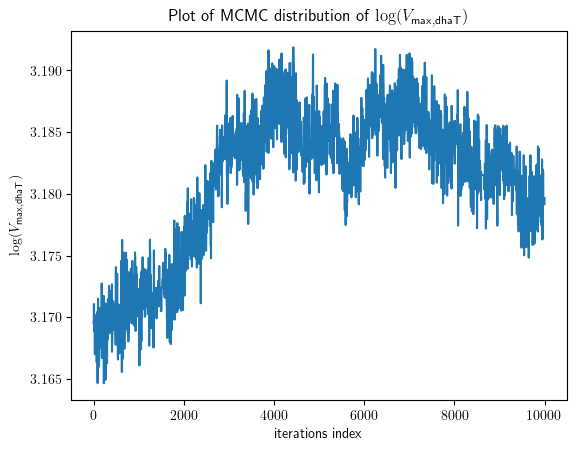 Plot of MCMC distribution of log(V_max,dhaT)
log(V_max,dhaT)
3.190
3.185
3.180
3.175
3.170
3.165
0 2000 4000 6000 8000 10000
iterations index